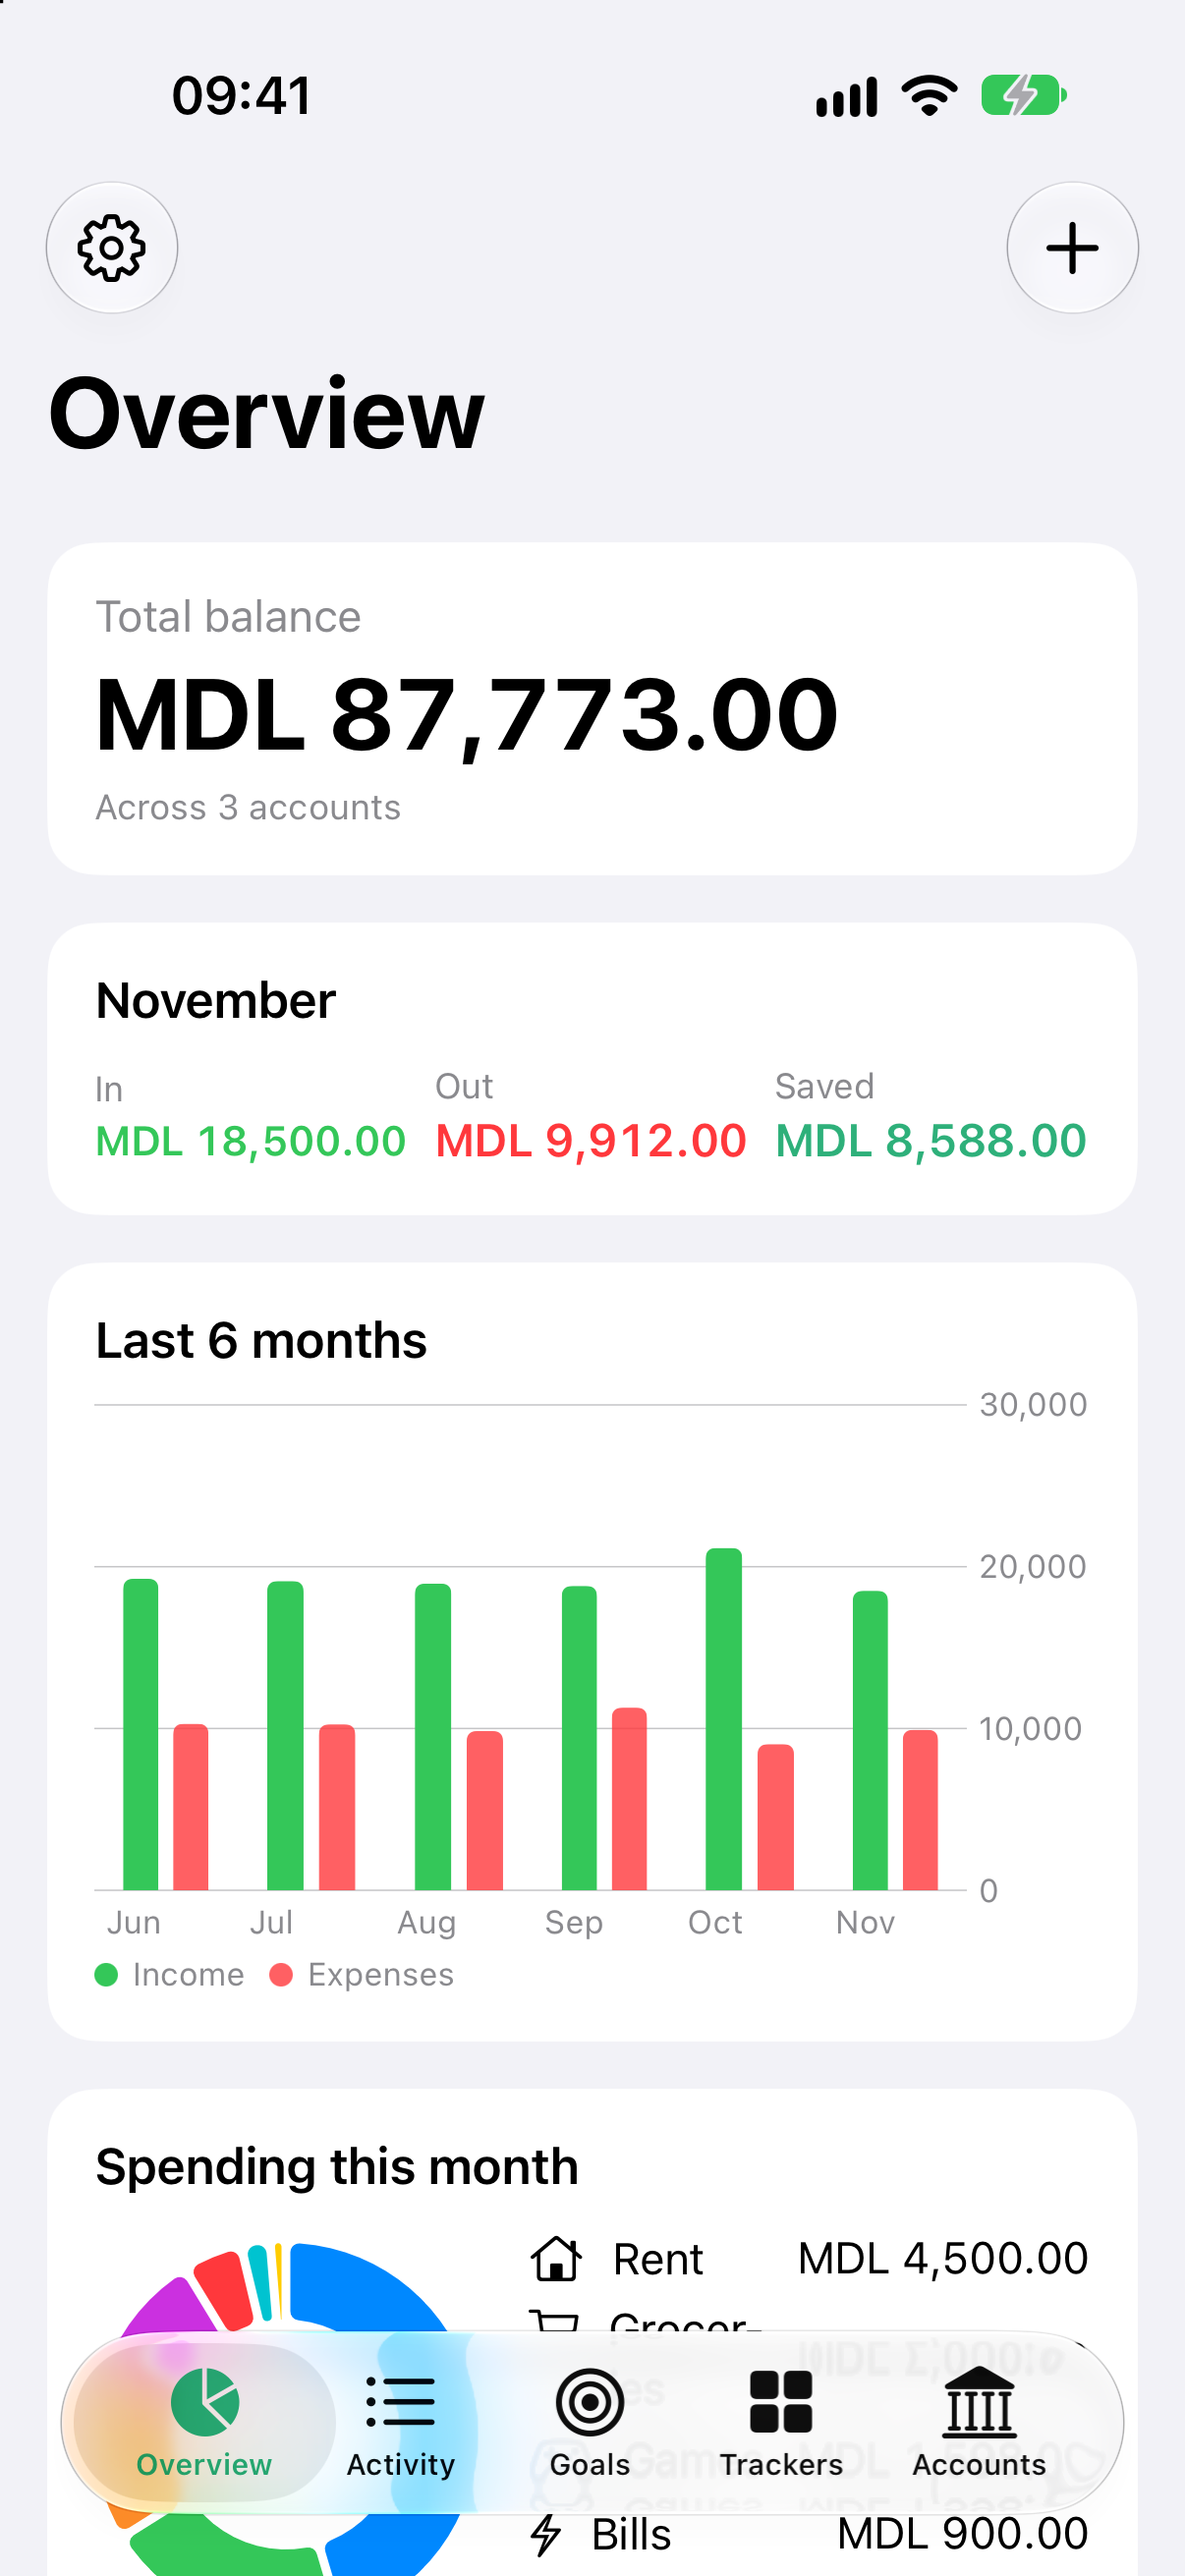 09:41
Overview
Total balance
MDL 87,773.00
Across 3 accounts
November
In Out Saved
MDL 18,500.00 MDL 9,912.00 MDL 8,588.00
Last 6 months
30,000
20,000
10,000
0
Jun Jul Aug Sep Oct Nov
Income Expenses
Spending this month
Rent MDL 4,500.00
Grocer-
Overview Activity Goals Trackers Accounts
Bills MDL 900.00